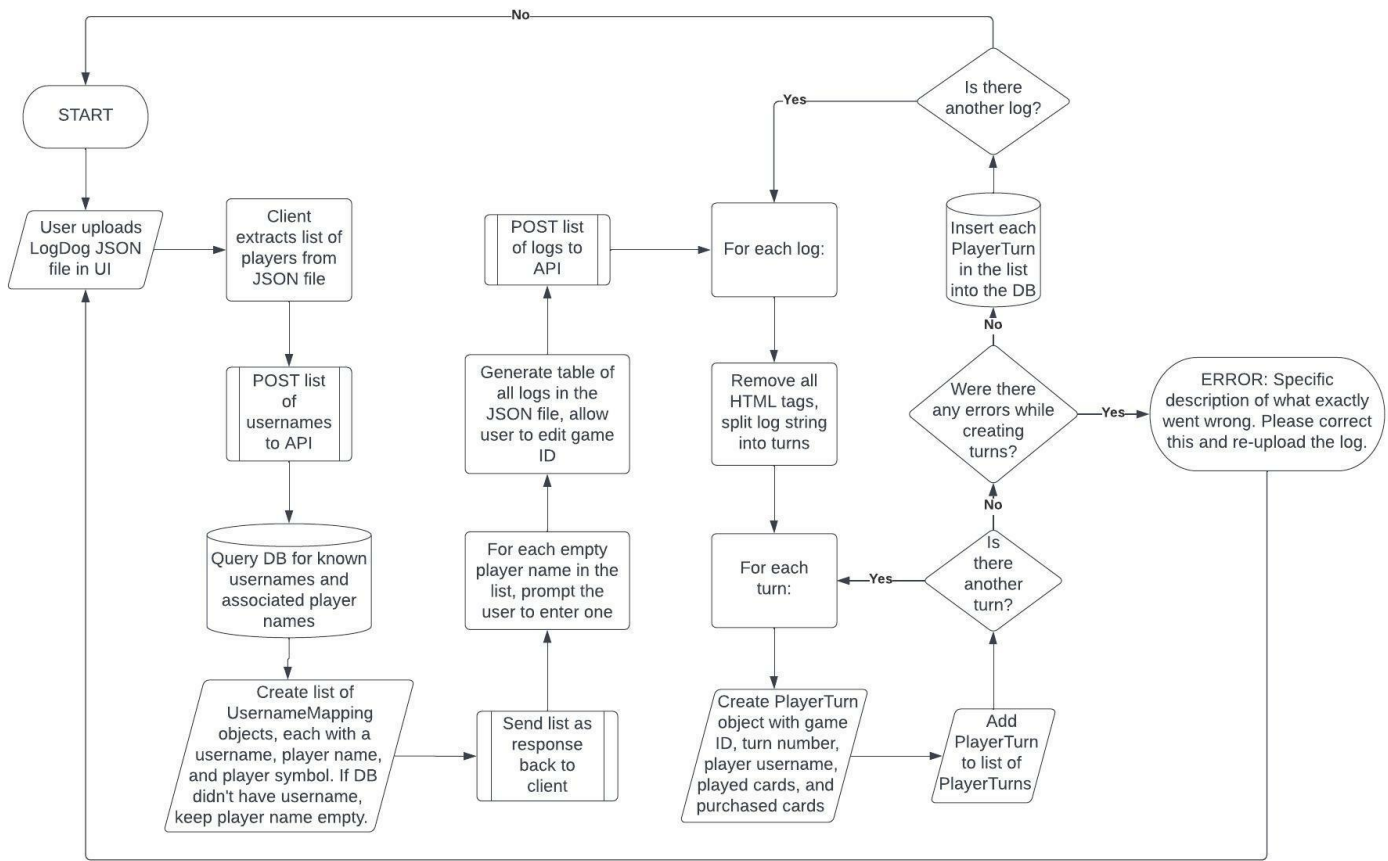 No
START
User uploads
LogDog JSON
file in UI
Client
extracts list of
players from
JSON file
POST list
of
usernames
to API
Query DB for known
usernames and
associated player
names
Create list of
UsernameMapping
objects, each with a
username, player name,
and player symbol. If DB
didn't have username,
keep player name empty.
Send list as
response
back to
client
For each empty
player name in the
list, prompt the
user to enter one
Generate table of
all logs in the
JSON file, allow
user to edit game
ID
POST list
of logs to
API
For each log:
Remove all
HTML tags,
split log string
into turns
For each
turn:
Create PlayerTurn
object with game
ID, turn number,
player username,
played cards, and
purchased cards
Add
PlayerTurn
to list of
PlayerTurns
Is
there
another
turn?
Yes
No
Were there
any errors while
creating
turns?
Yes
ERROR: Specific
description of what exactly
went wrong. Please correct
this and re-upload the log.
No
Insert each
PlayerTurn
in the list
into the DB
Is there
another log?
Yes